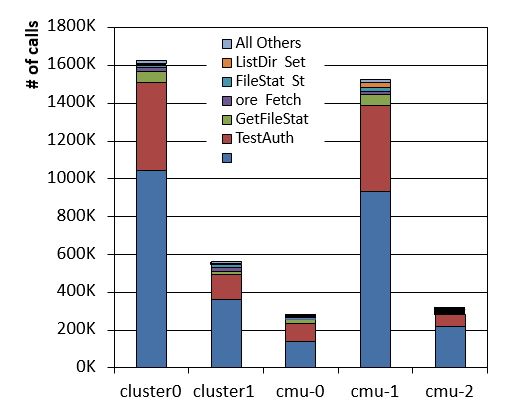 # of calls
1800K
1600K
1400K
1200K
1000K
800K
600K
400K
200K
0K
All Others
ListDir Set
FileStat St
ore Fetch
GetFileStat
TestAuth
cluster0 cluster1 cmu-0 cmu-1 cmu-2